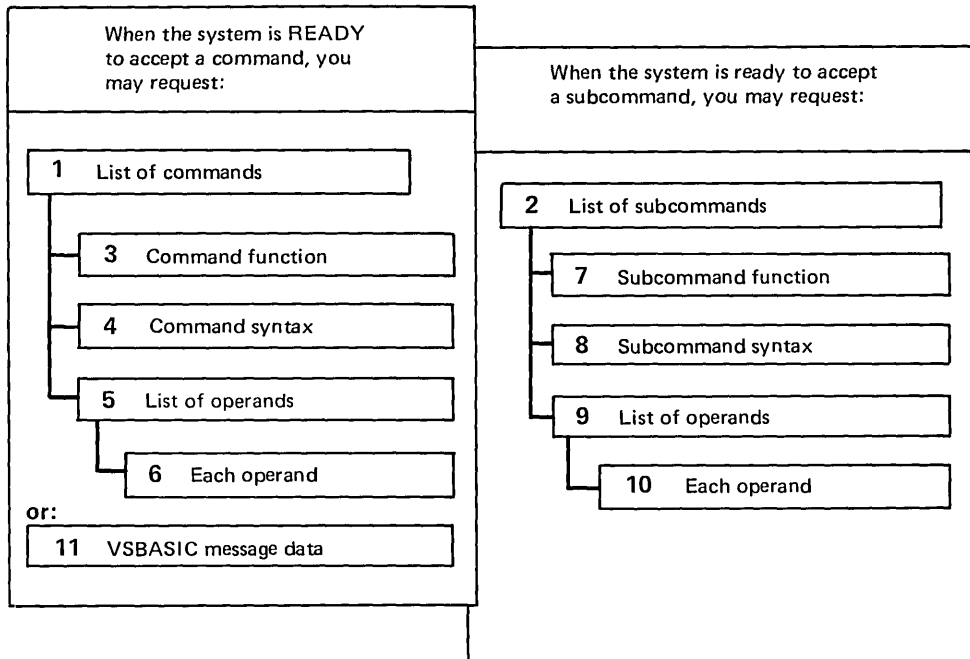 When the system is READY
to accept a command, you
may request:
1 List of commands
3 Command function
4 Command syntax
5 List of operands
6 Each operand
or:
11 VSBASIC message data
When the system is ready to accept
a subcommand, you may request:
2 List of subcommands
7 Subcommand function
8 Subcommand syntax
9 List of operands
10 Each operand